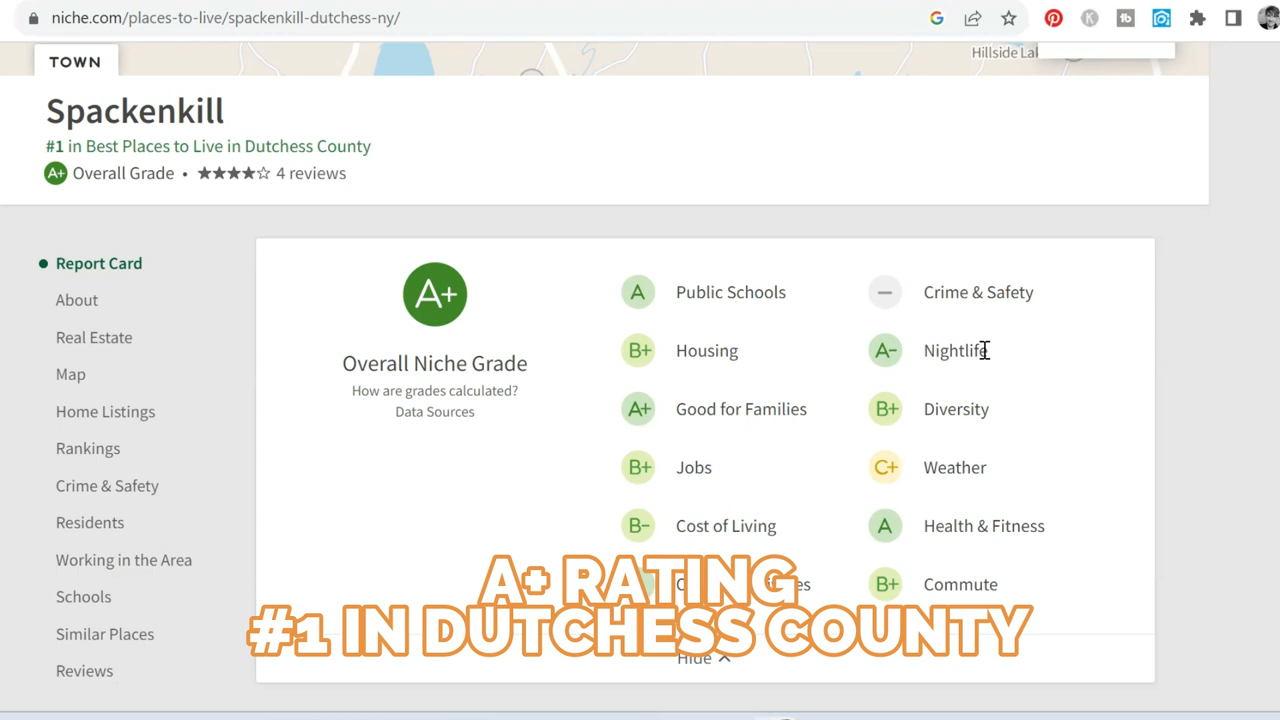 niche.com/places-to-live/spackenkill-dutchess-ny/
Hillside Lak
TOWN
Spackenkill
#1 in Best Places to Live in Dutchess County
A+ Overall Grade • ★★★★☆ 4 reviews
Report Card
About
Real Estate
Map
Home Listings
Rankings
Crime & Safety
Residents
Working in the Area
Schools
Similar Places
Reviews
A+
Overall Niche Grade
How are grades calculated?
Data Sources
A Public Schools
B+ Housing
A+ Good for Families
B+ Jobs
B- Cost of Living
– Crime & Safety
A- Nightlife
B+ Diversity
C+ Weather
A Health & Fitness
B+ Commute
A+ RATING
#1 IN DUTCHESS COUNTY
Hide